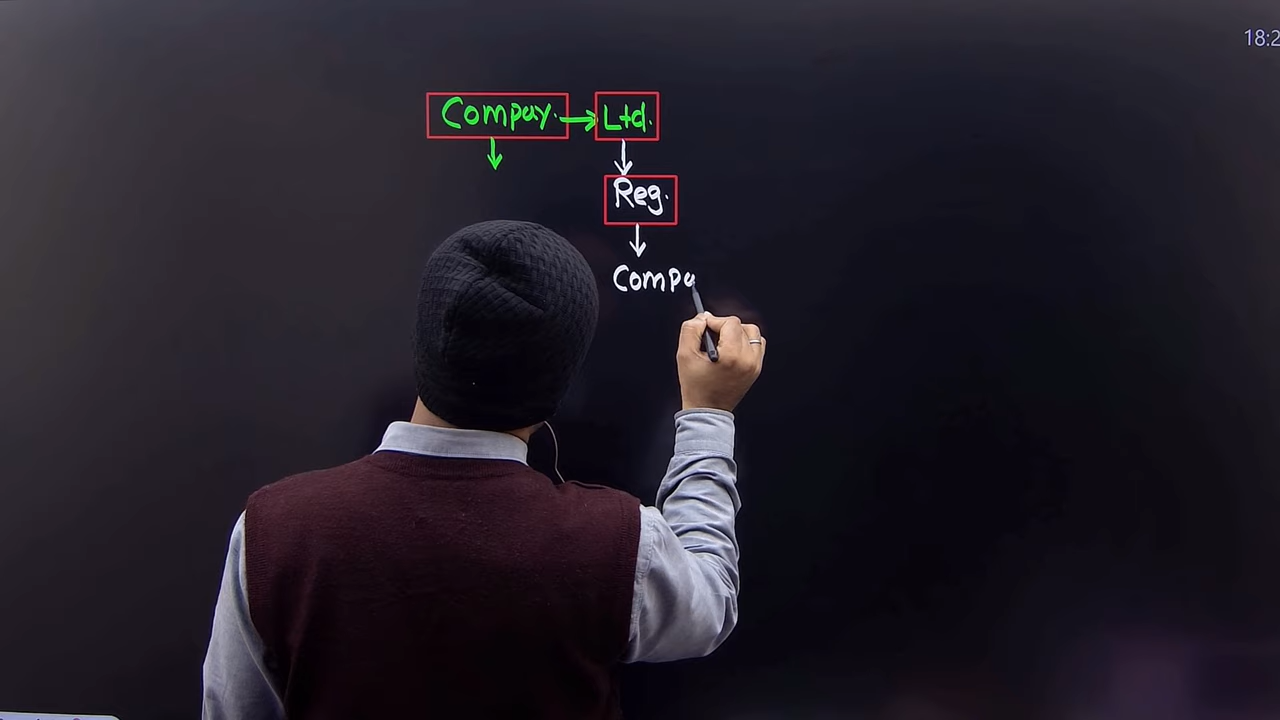 18:2
Compay. → Ltd.
Reg.
Compa